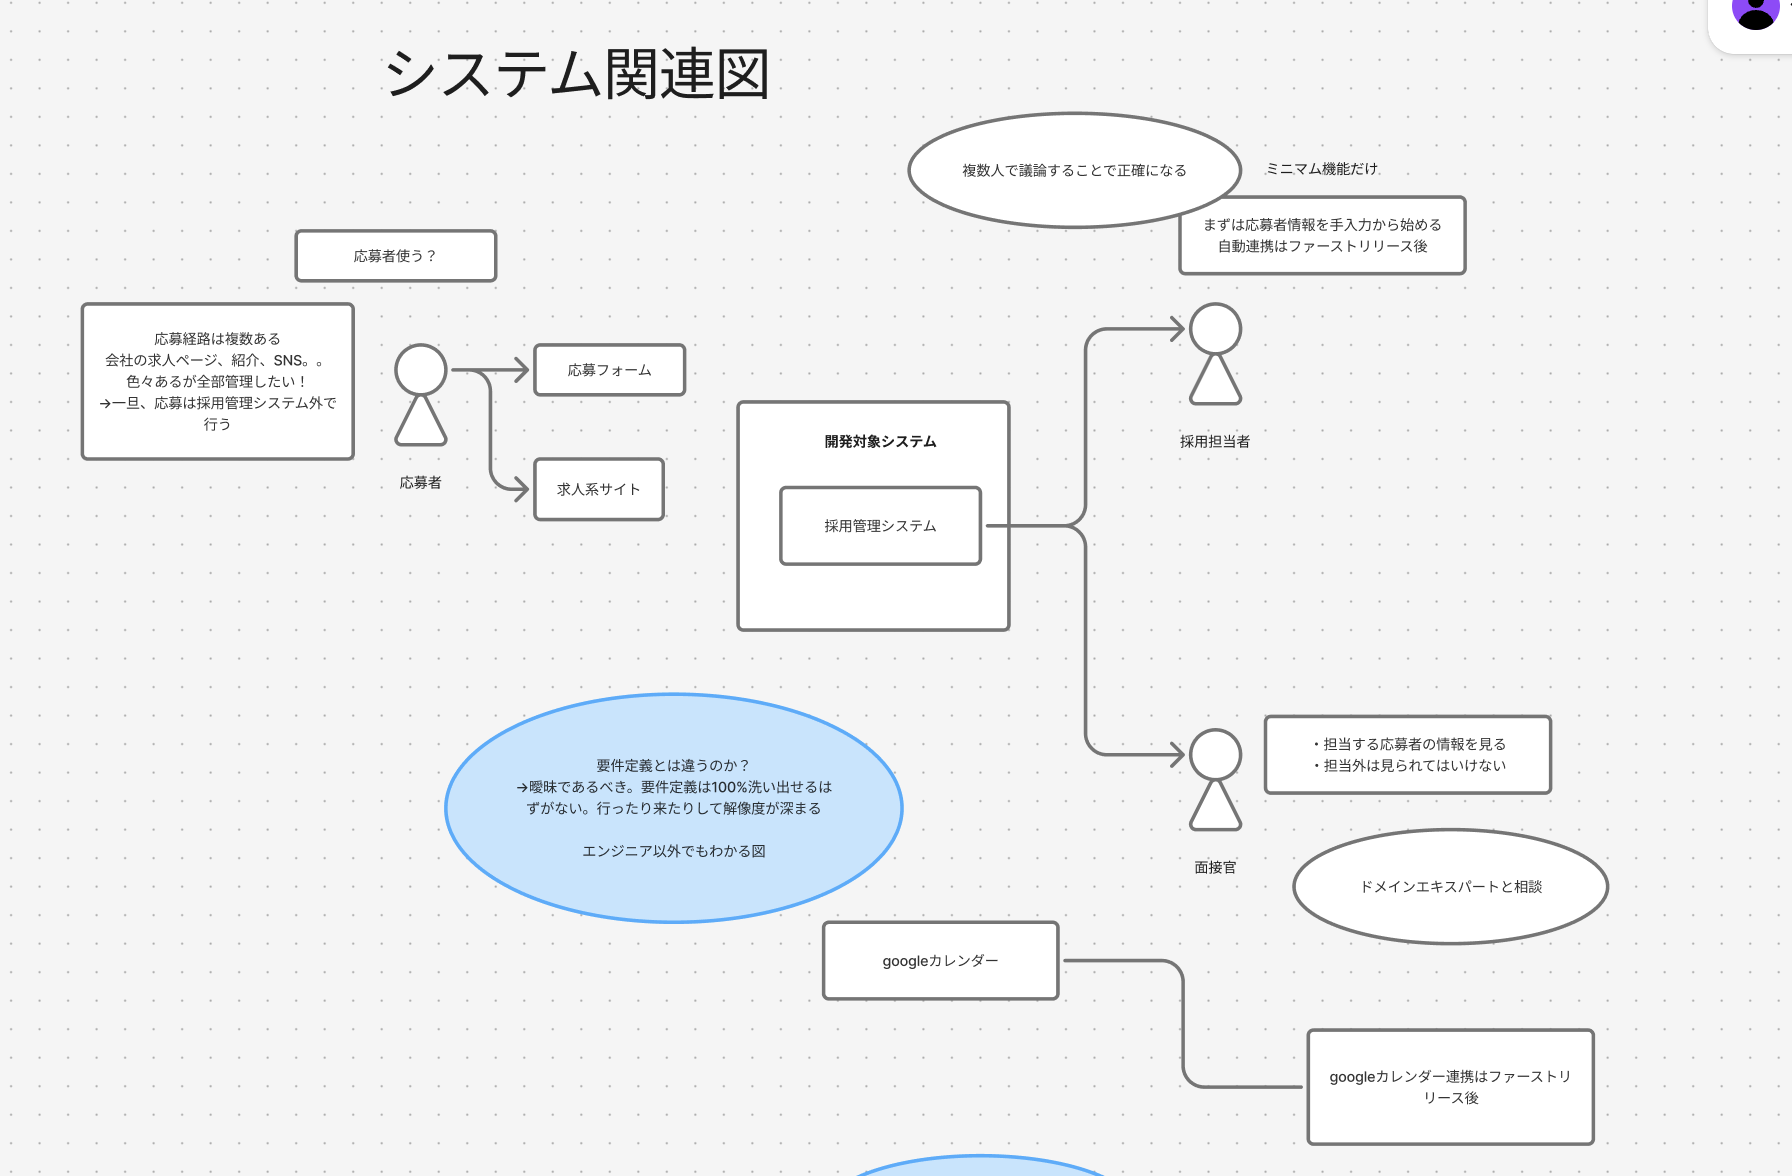 システム関連図
複数人で議論することで正確になる
ミニマム機能だけ
まずは応募者情報を手入力から始める
自動連携はファーストリリース後
応募者使う？
応募経路は複数ある
会社の求人ページ、紹介、SNS。。
色々あるが全部管理したい！
→一旦、応募は採用管理システム外で
行う
応募者
応募フォーム
求人系サイト
開発対象システム
採用管理システム
採用担当者
要件定義とは違うのか？
→曖昧であるべき。要件定義は100%洗い出せるは
ずがない。行ったり来たりして解像度が深まる
エンジニア以外でもわかる図
・担当する応募者の情報を見る
・担当外は見られてはいけない
面接官
ドメインエキスパートと相談
googleカレンダー
googleカレンダー連携はファーストリ
リース後